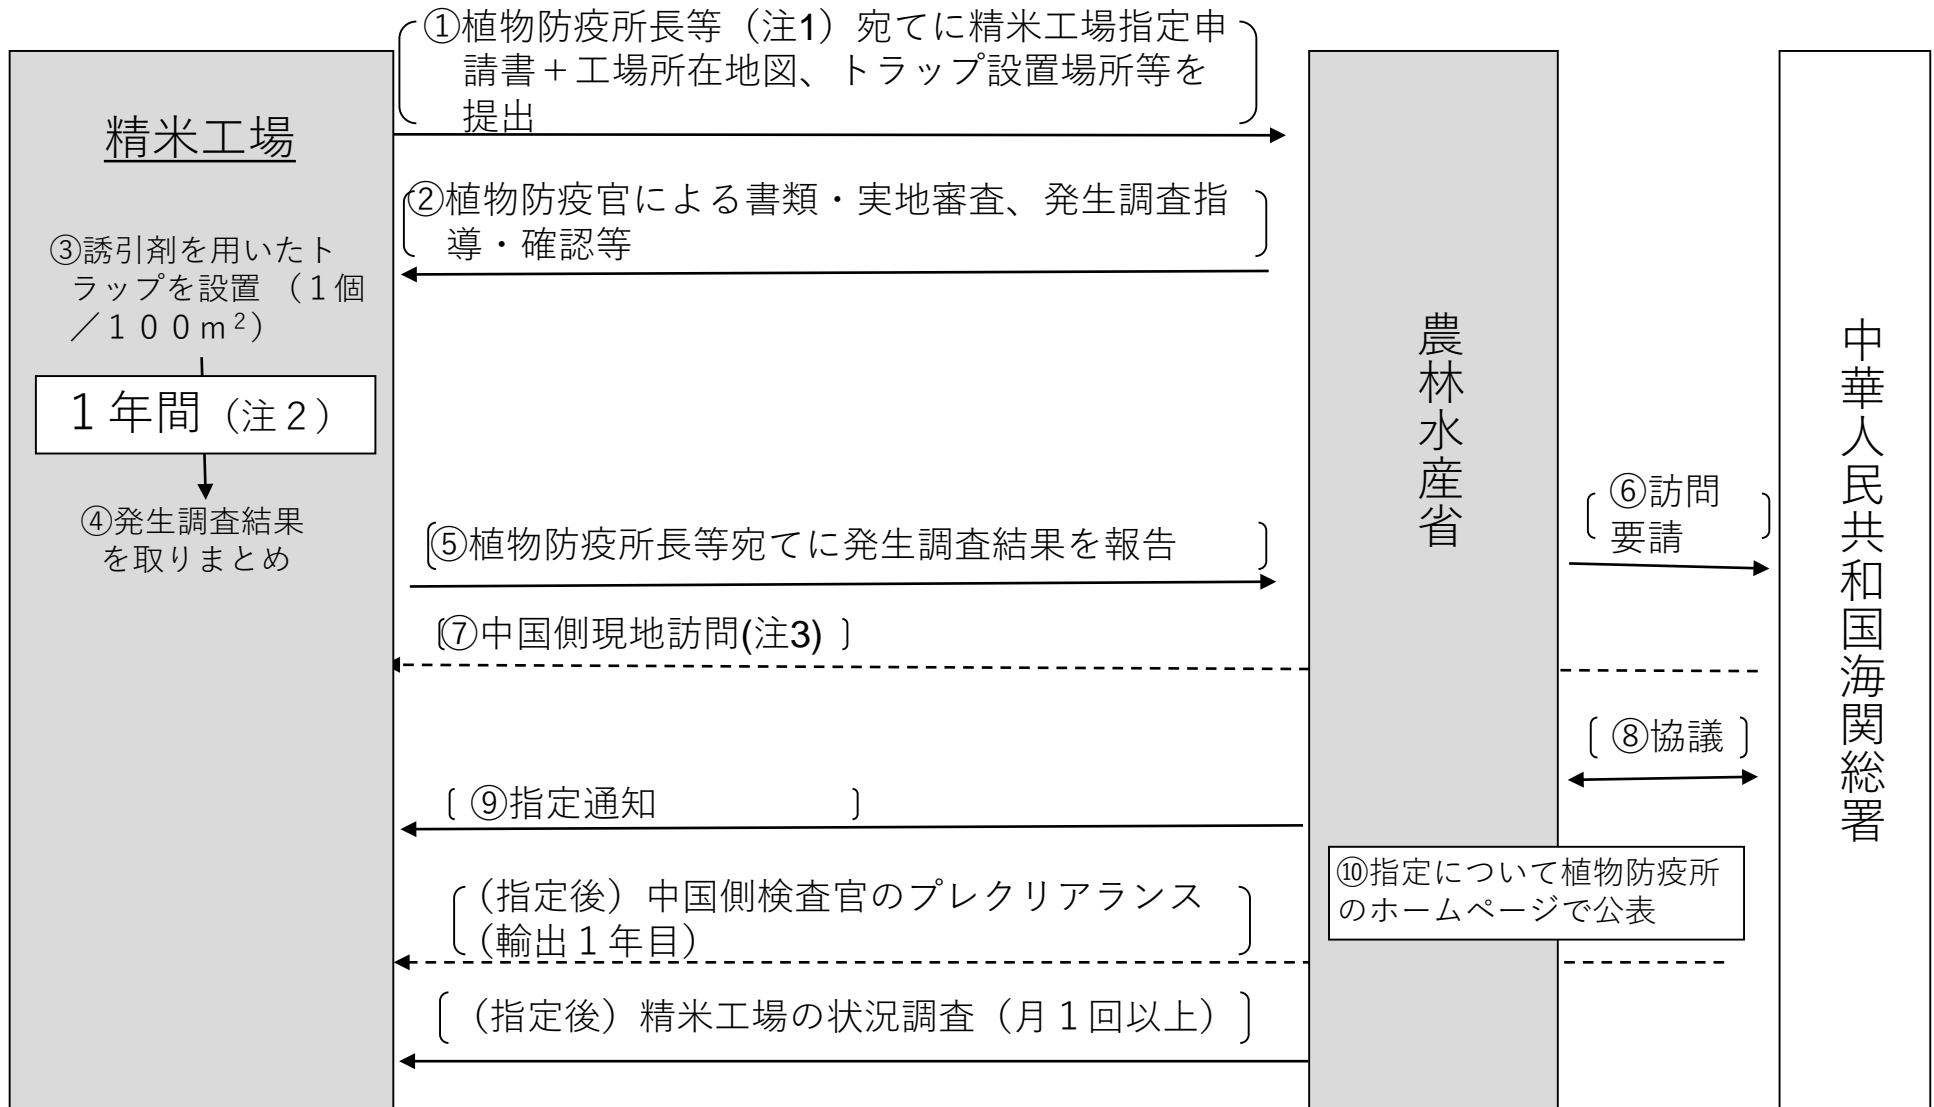 ①植物防疫所長等（注1）宛てに精米工場指定申
請書＋工場所在地図、トラップ設置場所等を
提出
精米工場
②植物防疫官による書類・実地審査、発生調査指
導・確認等
③誘引剤を用いたト
ラップを設置 （１個
／１００ｍ²）
１年間（注２）
④発生調査結果
を取りまとめ
農林水産省
中華人民共和国海関総署
⑤植物防疫所長等宛てに発生調査結果を報告
⑥訪問
要請
⑦中国側現地訪問(注3)
⑧協議
⑨指定通知
⑩指定について植物防疫所
のホームページで公表
（指定後）中国側検査官のプレクリアランス
（輸出１年目）
（指定後）精米工場の状況調査（月１回以上）